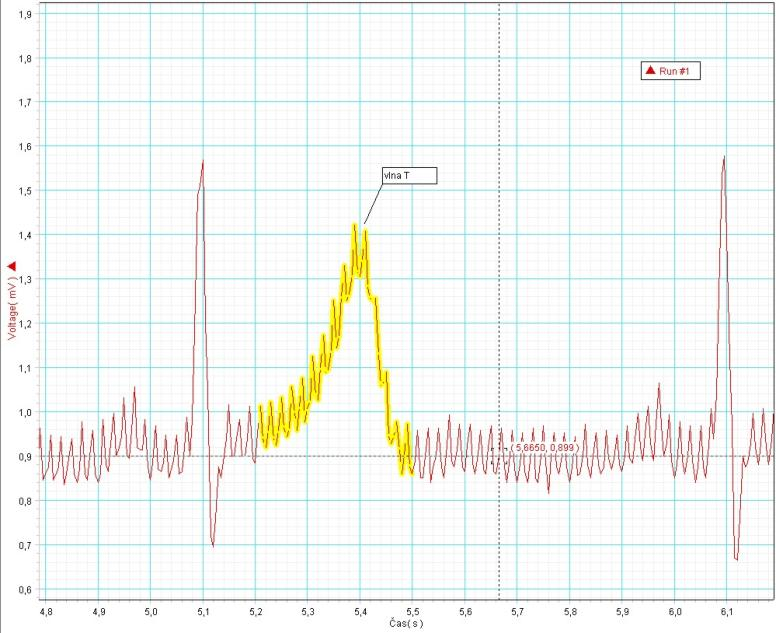 1,9
1,8
Run #1
1,7
1,6
vlna T
1,5
1,4
Voltage( mV )
1,3
1,2
1,1
1,0
(5,6650, 0,899 )
0,9
0,8
0,7
0,6
4,8 4,9 5,0 5,1 5,2 5,3 5,4 5,5 5,6 5,7 5,8 5,9 6,0 6,1
Čas( s )